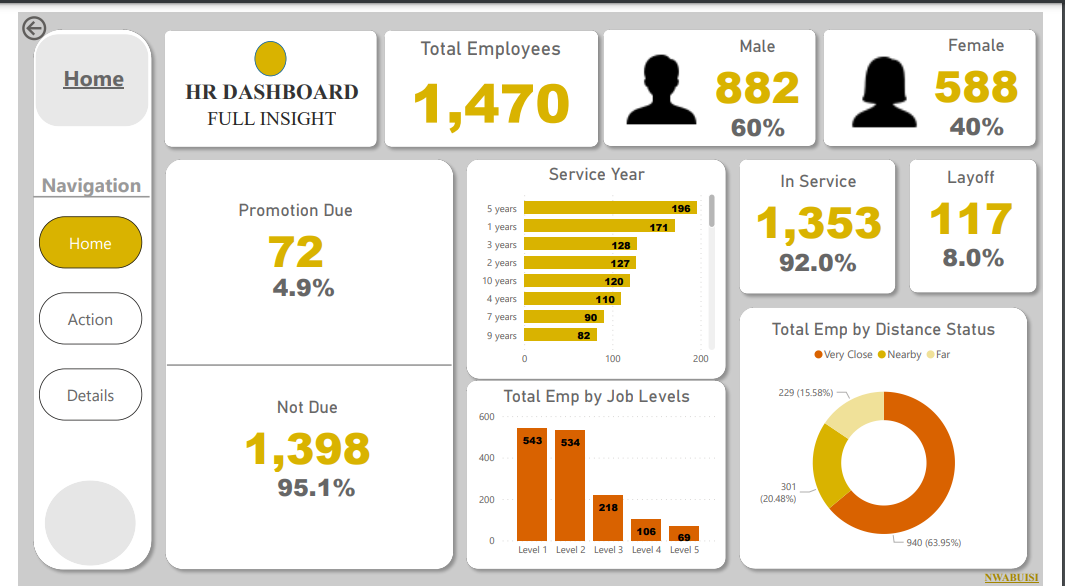 Home
Navigation
Home
Action
Details
HR DASHBOARD
FULL INSIGHT
Total Employees
1,470
Male
882
60%
Female
588
40%
Promotion Due
72
4.9%
Not Due
1,398
95.1%
Service Year
5 years 196
1 years 171
3 years 128
2 years 127
10 years 120
4 years 110
7 years 90
9 years 82
0 100 200
Total Emp by Job Levels
600
400
200
0
543 534 218 106 69
Level 1 Level 2 Level 3 Level 4 Level 5
In Service
1,353
92.0%
Layoff
117
8.0%
Total Emp by Distance Status
Very Close Nearby Far
229 (15.58%)
301
(20.48%)
940 (63.95%)
NWABUISI